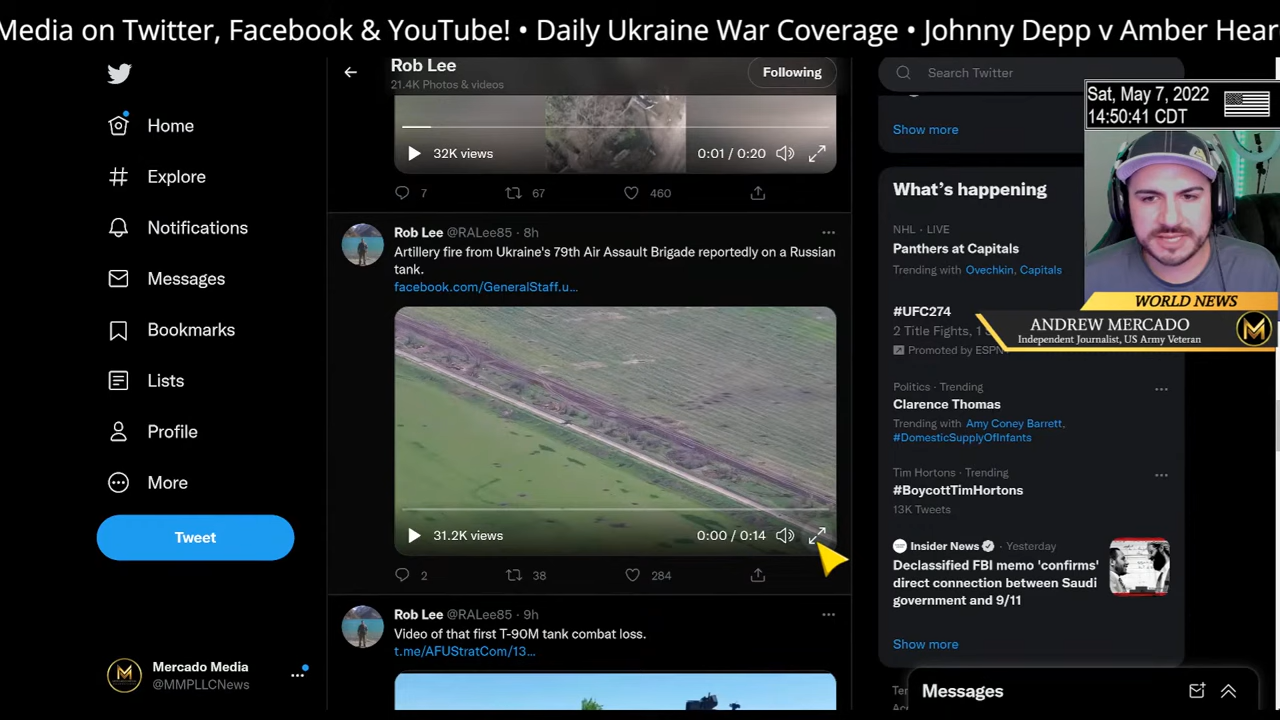 Media on Twitter, Facebook & YouTube! • Daily Ukraine War Coverage • Johnny Depp v Amber Hear
Home
Explore
Notifications
Messages
Bookmarks
Lists
Profile
More
Tweet
Mercado Media
@MMPLLCNews
Rob Lee
21.4K Photos & videos
Following
32K views
0:01 / 0:20
7
67
460
Rob Lee @RALee85 · 8h
Artillery fire from Ukraine's 79th Air Assault Brigade reportedly on a Russian
tank.
facebook.com/GeneralStaff.u...
31.2K views
0:00 / 0:14
2
38
284
Rob Lee @RALee85 · 9h
Video of that first T-90M tank combat loss.
t.me/AFUStratCom/13...
Search Twitter
Show more
What's happening
NHL · LIVE
Panthers at Capitals
Trending with Ovechkin, Capitals
#UFC274
2 Title Fights, 1
Promoted by ESPN
Politics · Trending
Clarence Thomas
Trending with Amy Coney Barrett,
#DomesticSupplyOfInfants
Tim Hortons · Trending
#BoycottTimHortons
13K Tweets
Insider News · Yesterday
Declassified FBI memo 'confirms'
direct connection between Saudi
government and 9/11
Show more
Messages
Sat, May 7, 2022
14:50:41 CDT
WORLD NEWS
ANDREW MERCADO
Independent Journalist, US Army Veteran